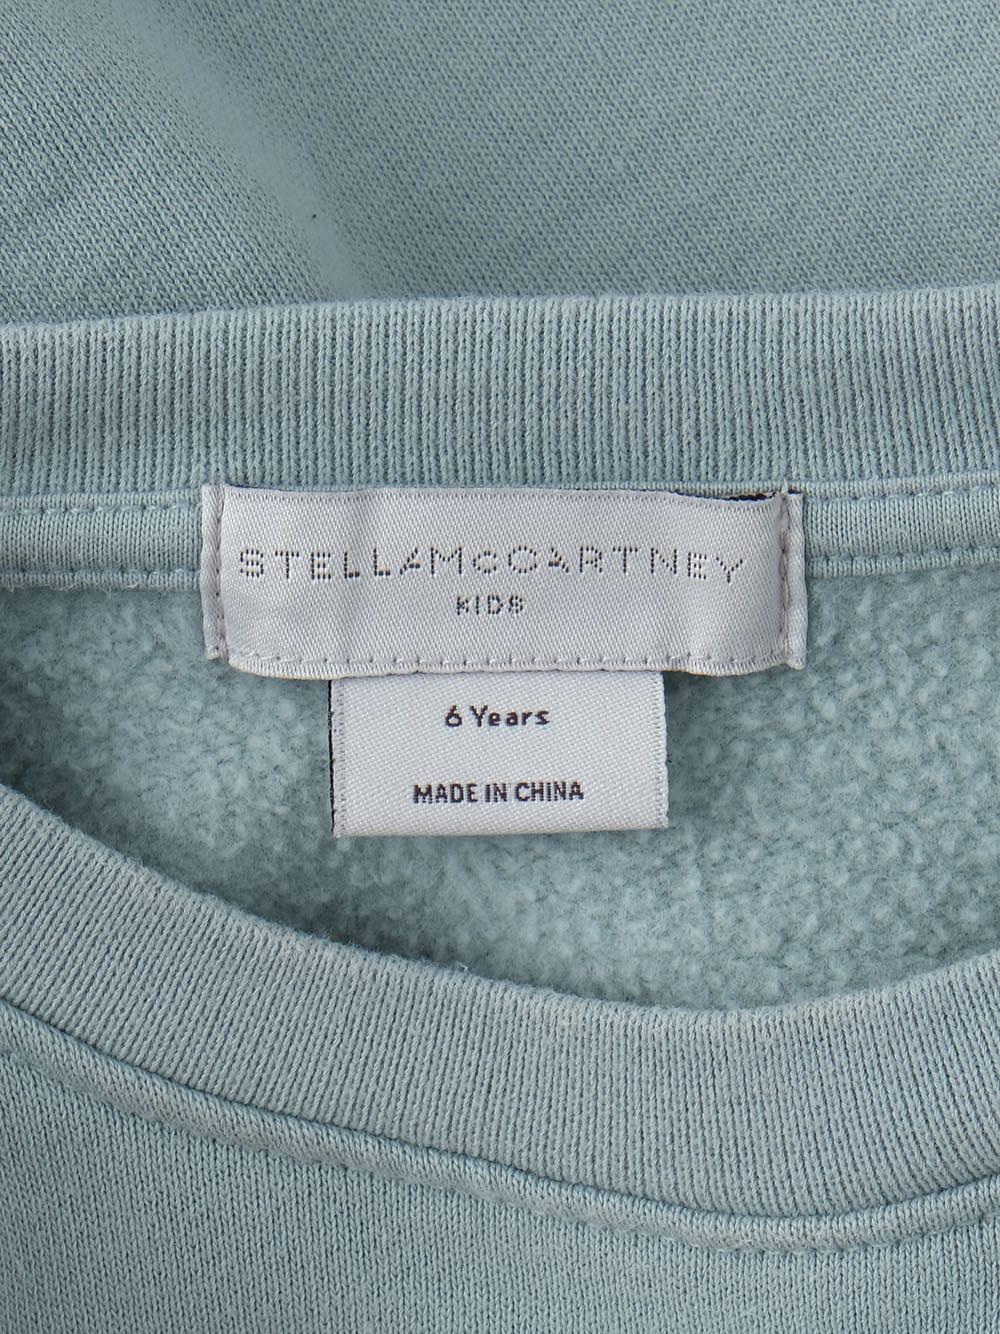 STELLAMcCARTNEY
KIDS
6 Years
MADE IN CHINA